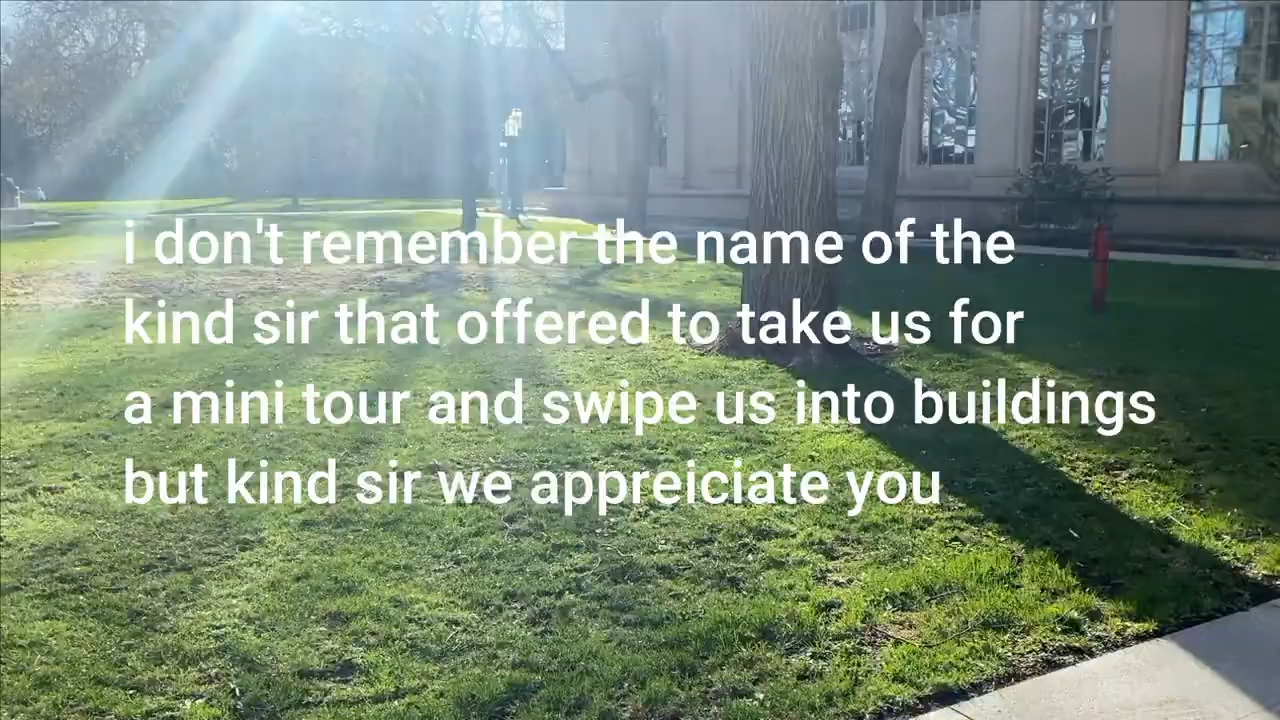 i don't remember the name of the
kind sir that offered to take us for
a mini tour and swipe us into buildings
but kind sir we appreiciate you